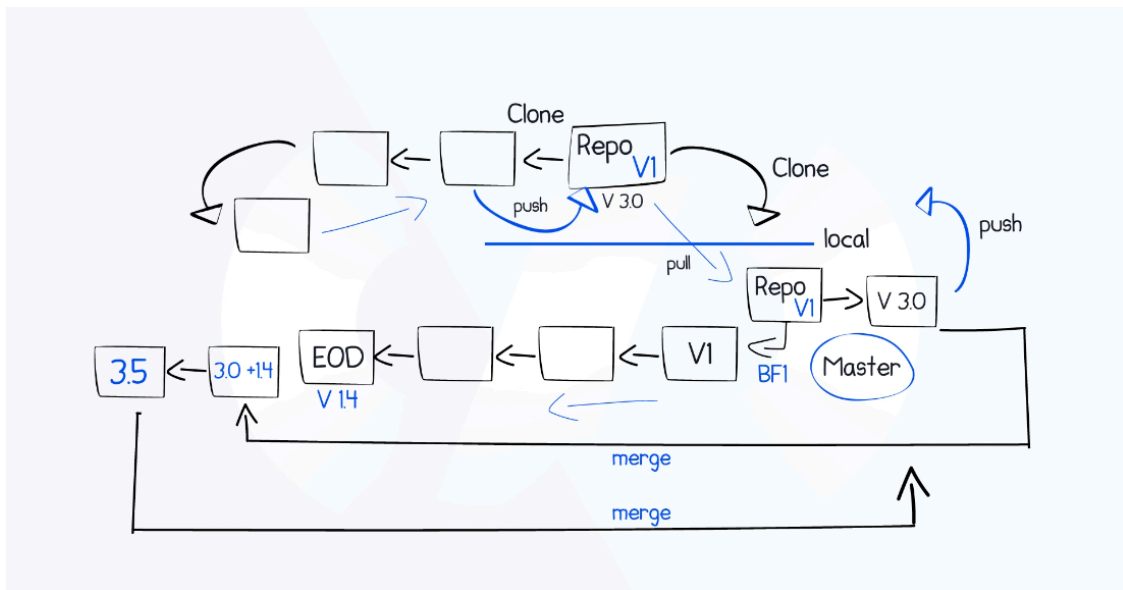 Clone
Repo
V1
Clone
push
V 3.0
push
local
pull
Repo
V1
V 3.0
3.5
3.0 +1.4
EOD
V1
BF1
Master
V 1.4
merge
merge